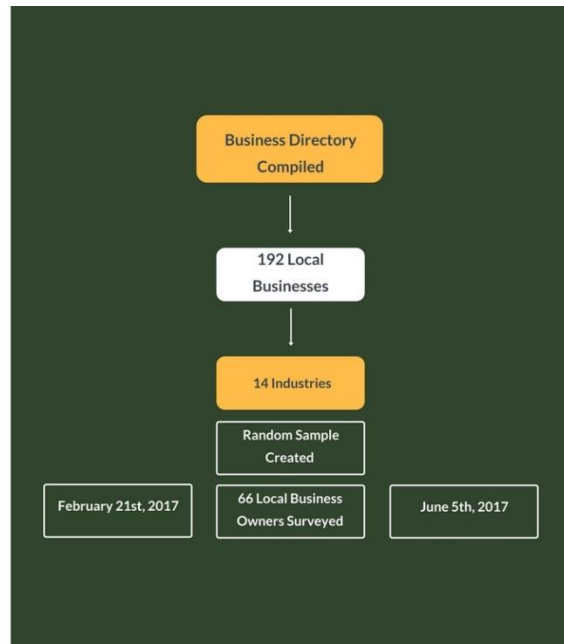 Business Directory
Compiled
192 Local
Businesses
14 Industries
Random Sample
Created
February 21st, 2017
66 Local Business
Owners Surveyed
June 5th, 2017